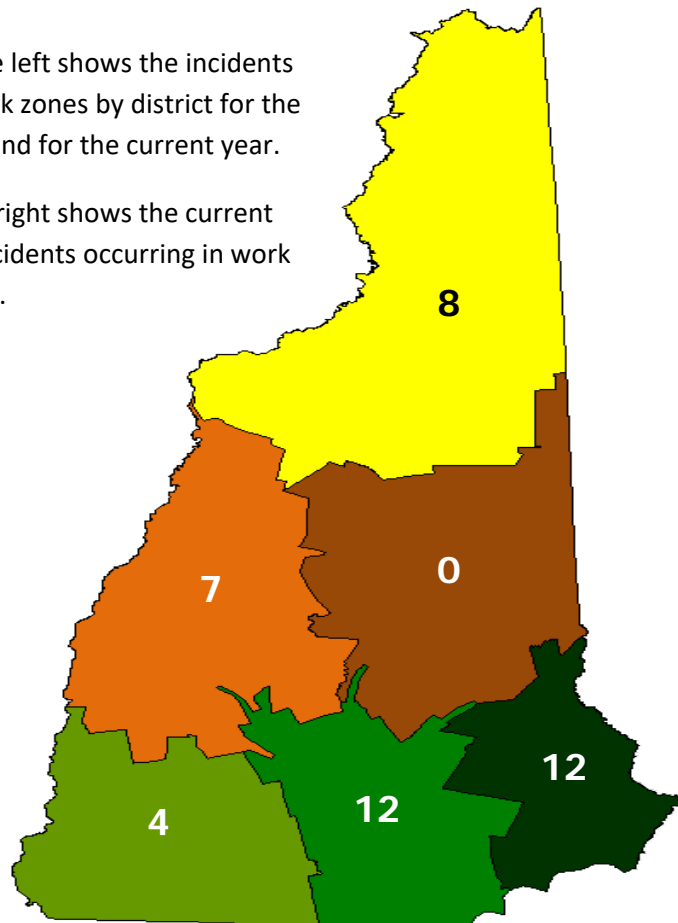 e left shows the incidents
k zones by district for the
nd for the current year.
right shows the current
cidents occurring in work
.
8
7
0
12
12
4